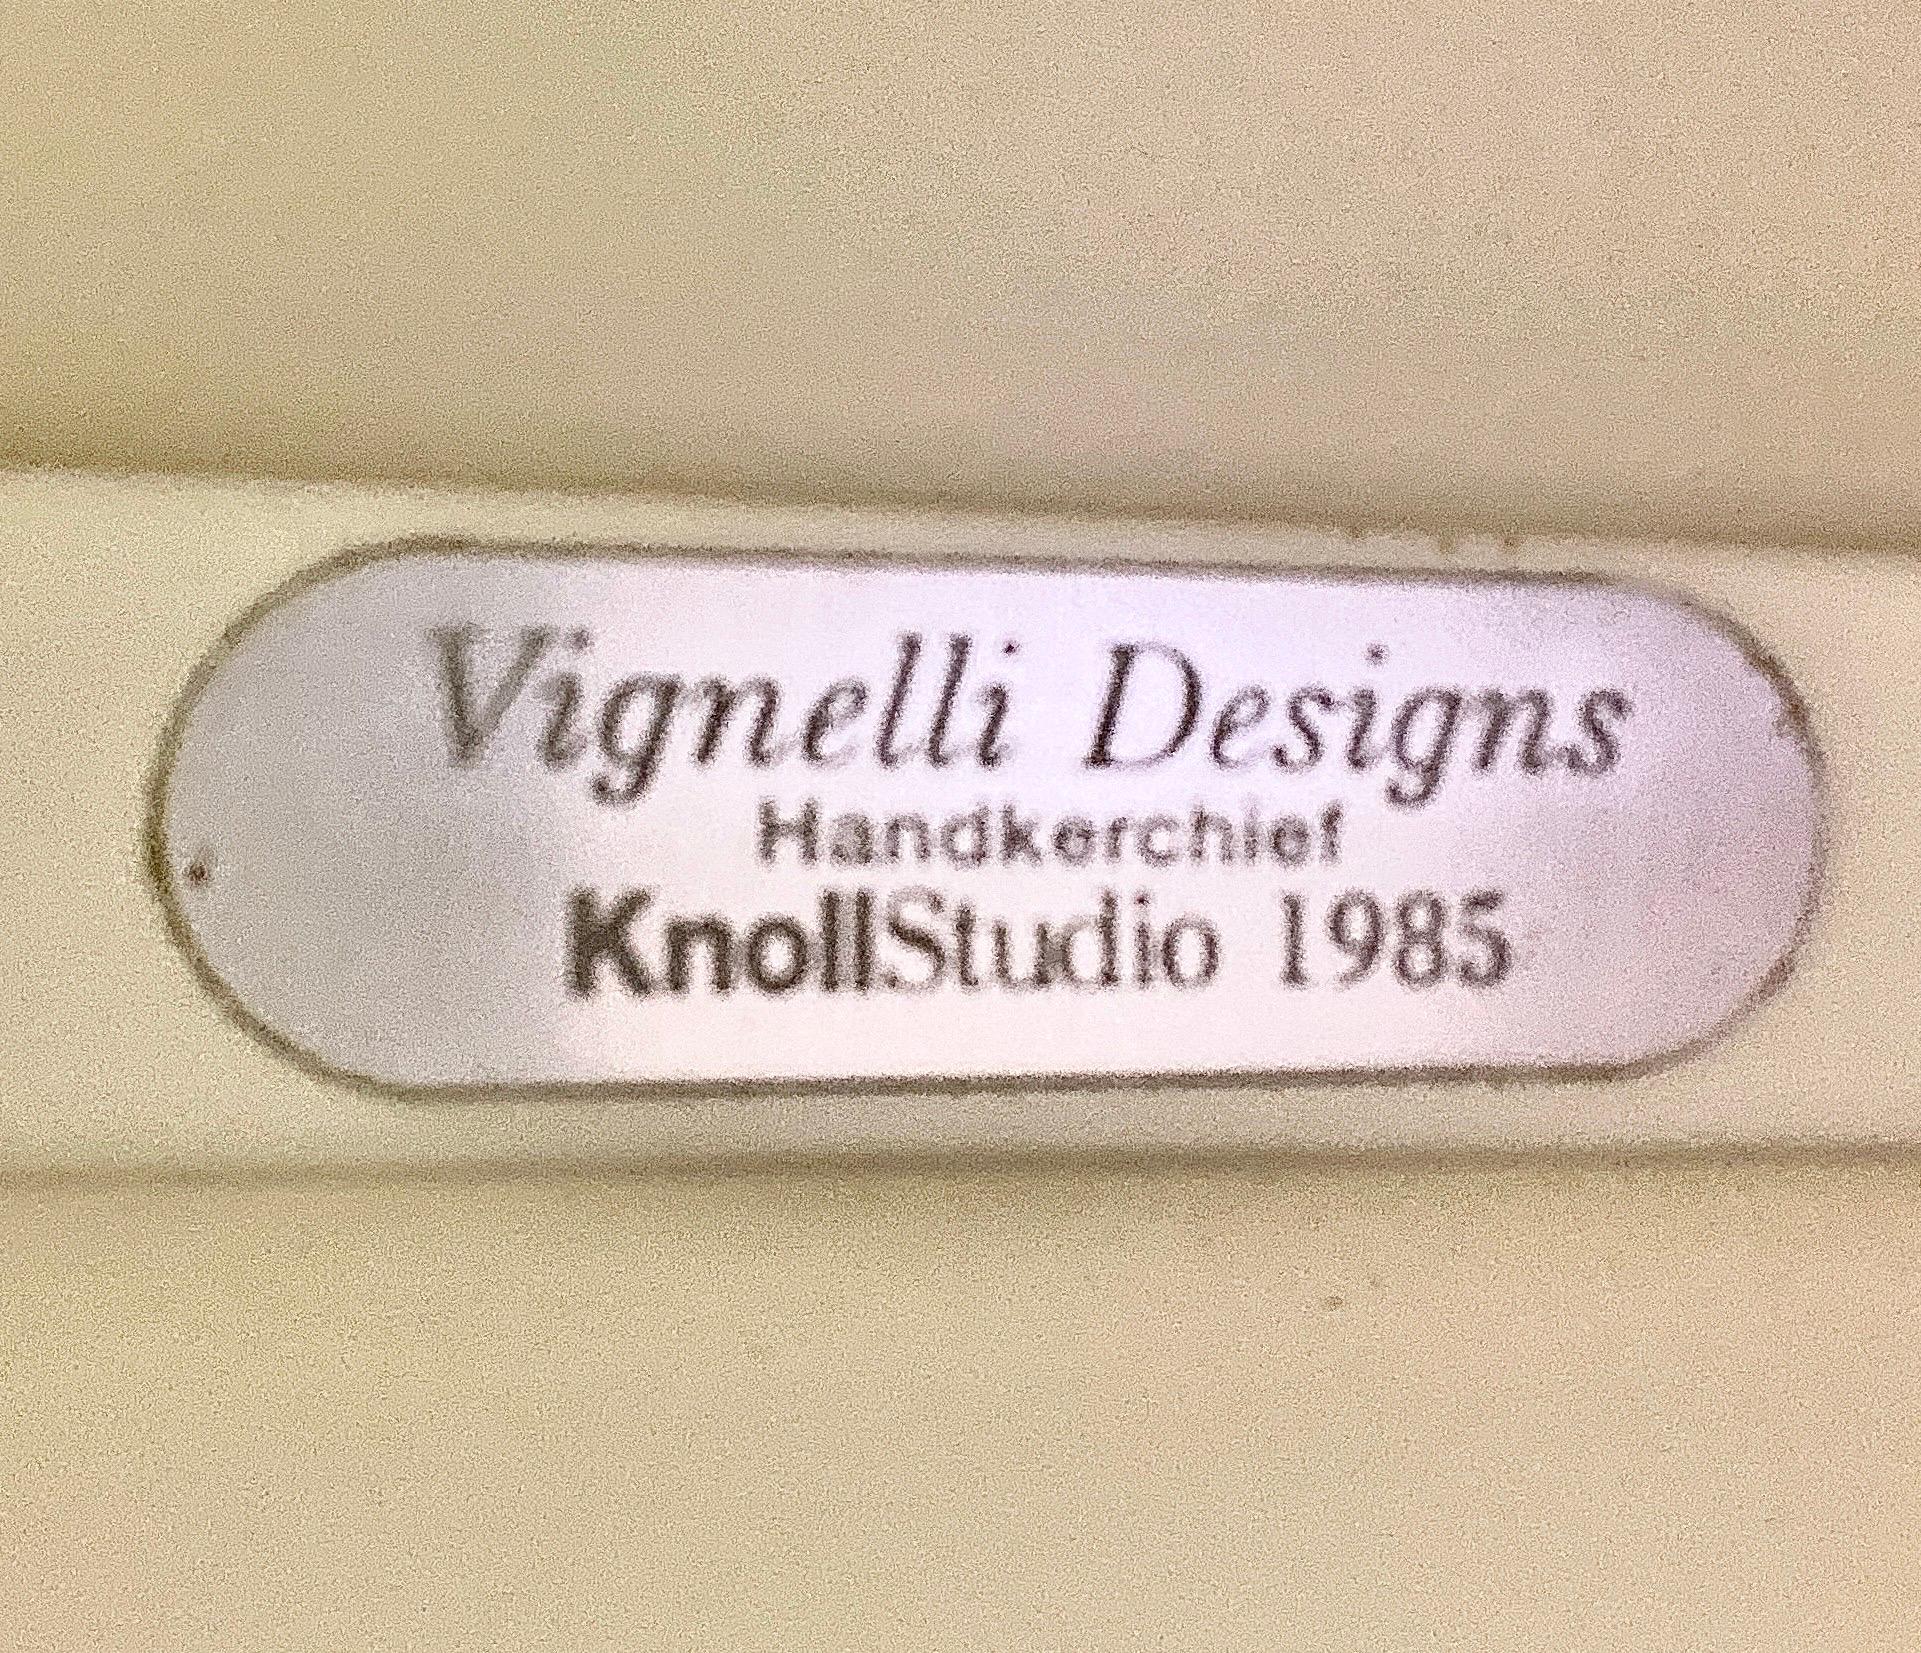 Vignelli Designs
Handkerchief
KnollStudio 1985